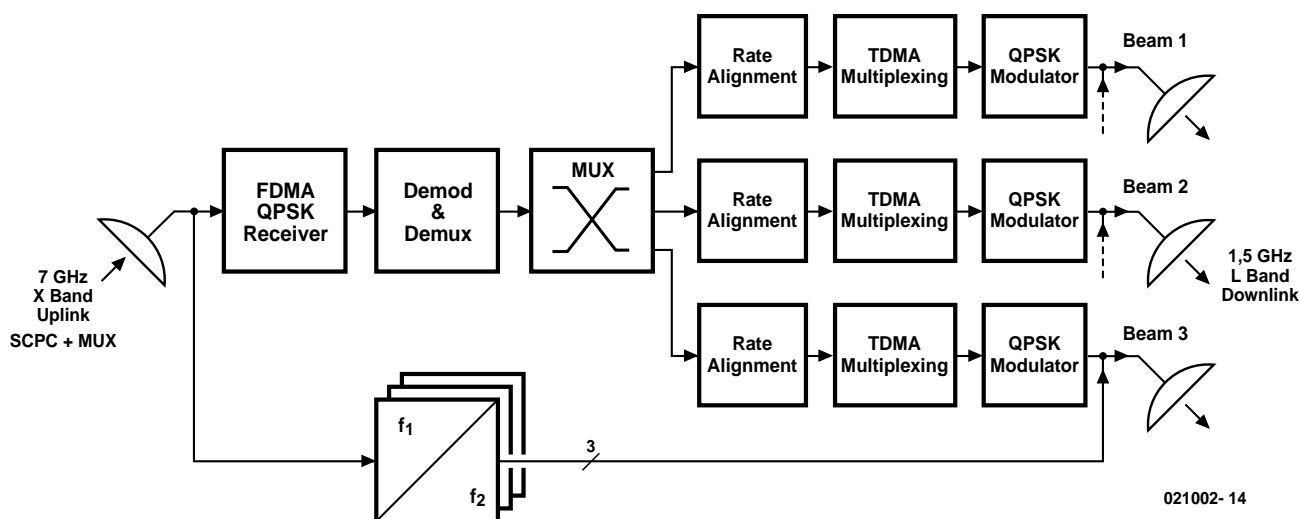 Rate
Alignment
TDMA
Multiplexing
QPSK
Modulator
Beam 1
FDMA
QPSK
Receiver
Demod
&
Demux
MUX
Rate
Alignment
TDMA
Multiplexing
QPSK
Modulator
Beam 2
7 GHz
X Band
Uplink
SCPC + MUX
1,5 GHz
L Band
Downlink
Rate
Alignment
TDMA
Multiplexing
QPSK
Modulator
Beam 3
f1
f2
3
021002- 14